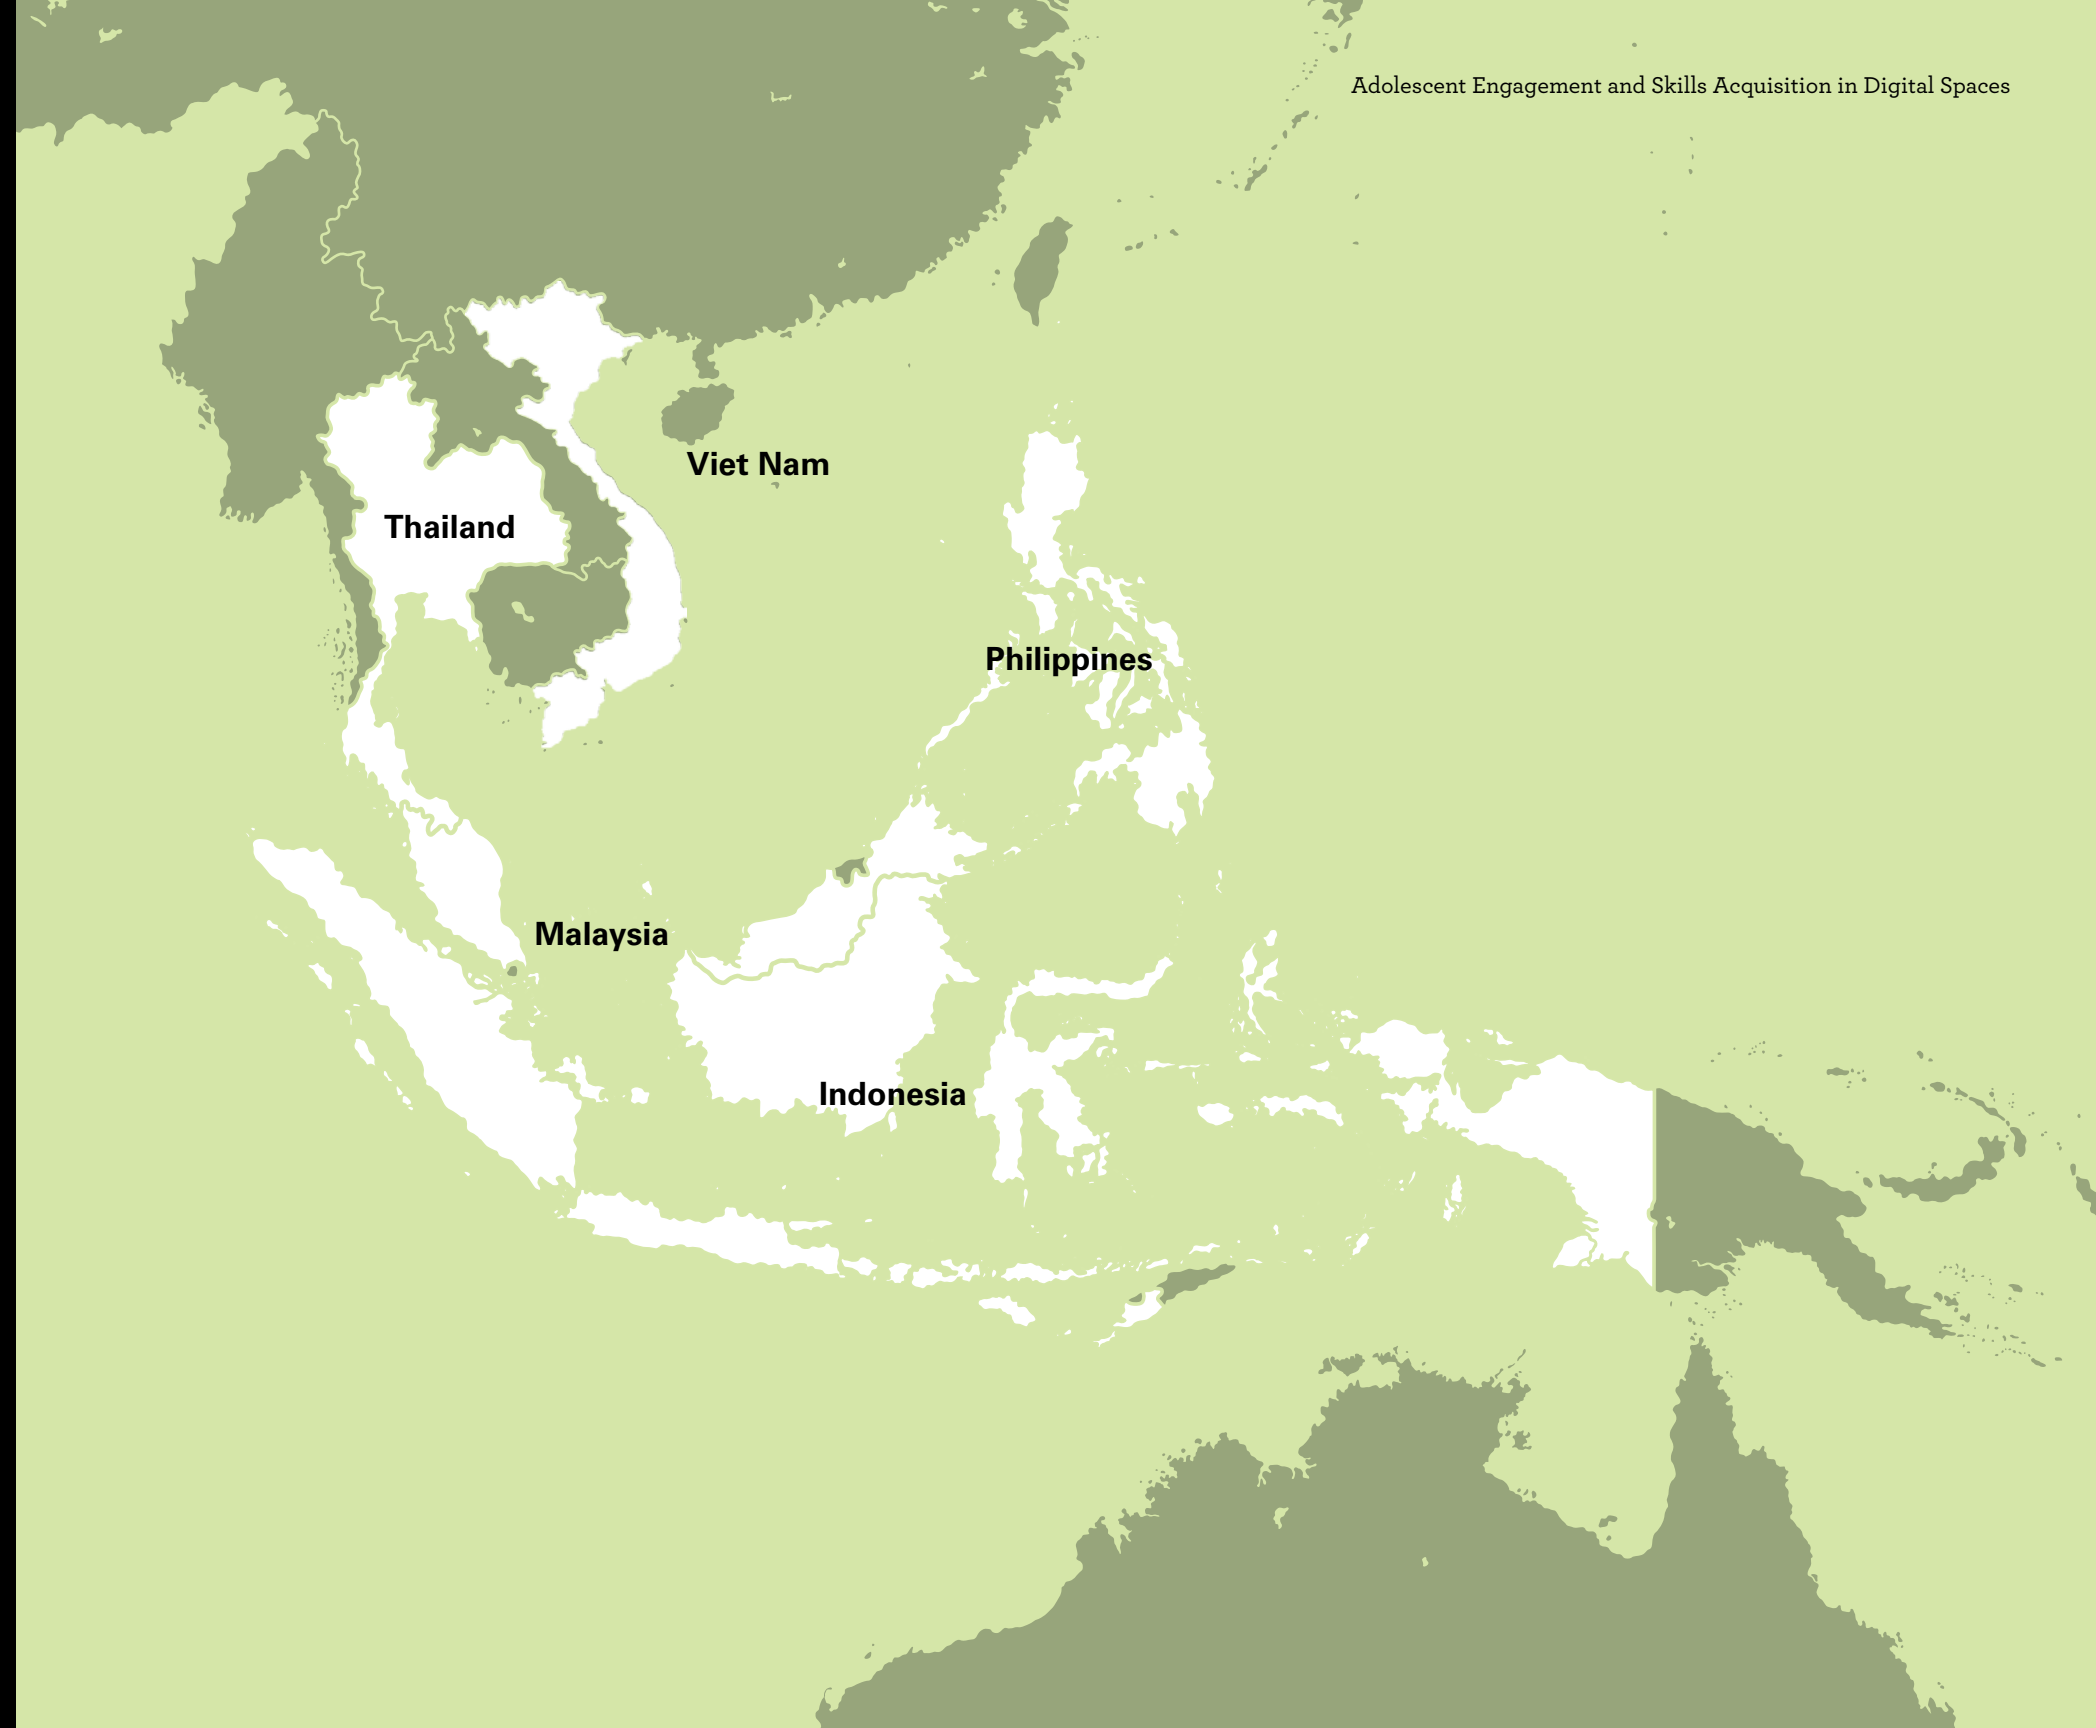 Adolescent Engagement and Skills Acquisition in Digital Spaces
Viet Nam
Thailand
Philippines
Malaysia
Indonesia